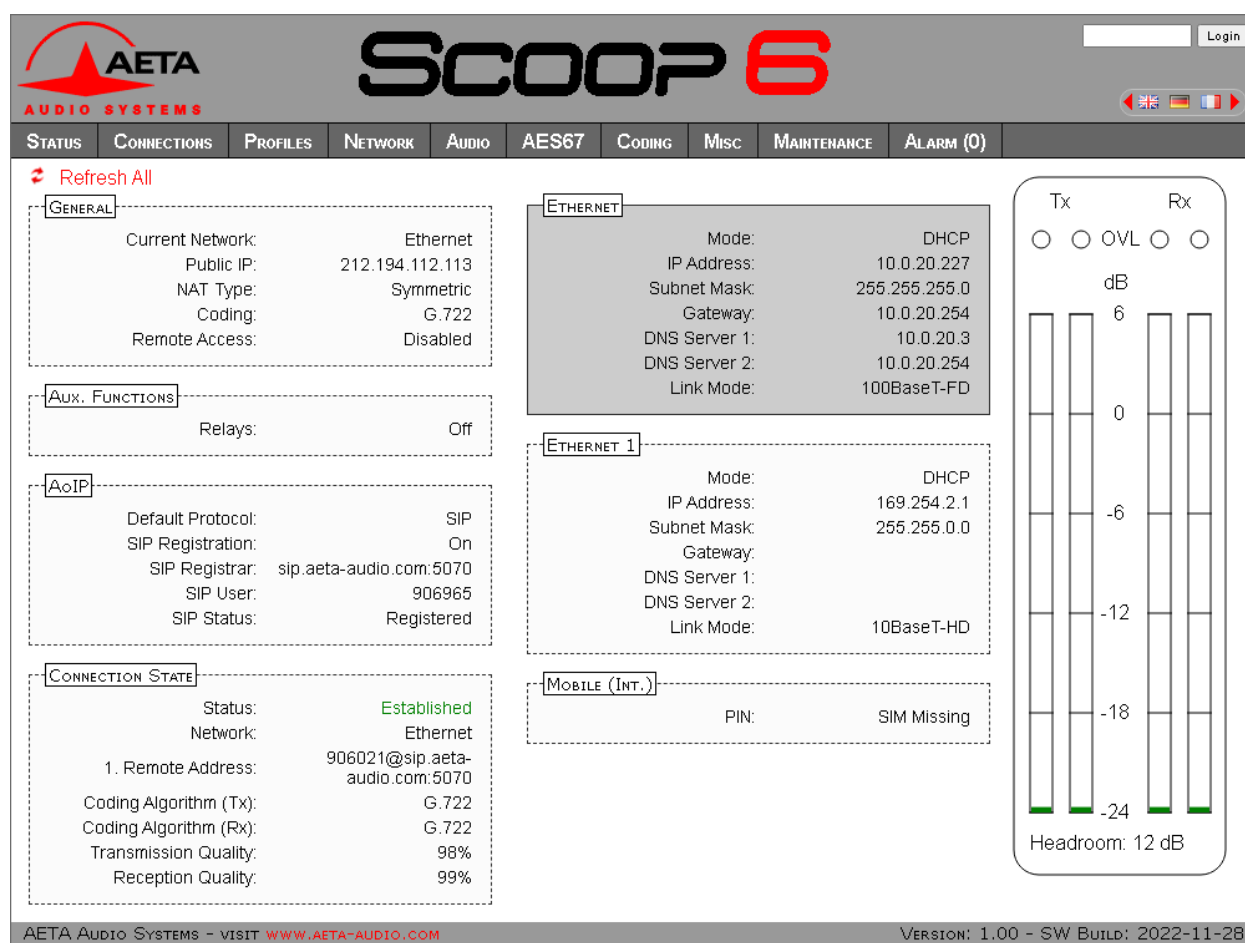 AETA
AUDIO SYSTEMS
SCOOP 6
Login
STATUS CONNECTIONS PROFILES NETWORK AUDIO AES67 CODING MISC MAINTENANCE ALARM (0)
Refresh All
GENERAL
Current Network: Ethernet
Public IP: 212.194.112.113
NAT Type: Symmetric
Coding: G.722
Remote Access: Disabled
AUX. FUNCTIONS
Relays: Off
AOIP
Default Protocol: SIP
SIP Registration: On
SIP Registrar: sip.aeta-audio.com:5070
SIP User: 906965
SIP Status: Registered
CONNECTION STATE
Status: Established
Network: Ethernet
1. Remote Address: 906021@sip.aeta-
audio.com:5070
Coding Algorithm (Tx): G.722
Coding Algorithm (Rx): G.722
Transmission Quality: 98%
Reception Quality: 99%
ETHERNET
Mode: DHCP
IP Address: 10.0.20.227
Subnet Mask: 255.255.255.0
Gateway: 10.0.20.254
DNS Server 1: 10.0.20.3
DNS Server 2: 10.0.20.254
Link Mode: 100BaseT-FD
ETHERNET 1
Mode: DHCP
IP Address: 169.254.2.1
Subnet Mask: 255.255.0.0
Gateway:
DNS Server 1:
DNS Server 2:
Link Mode: 10BaseT-HD
MOBILE (INT.)
PIN: SIM Missing
Tx Rx
OVL
dB
6
0
-6
-12
-18
-24
Headroom: 12 dB
AETA AUDIO SYSTEMS - VISIT WWW.AETA-AUDIO.COM
VERSION: 1.00 - SW BUILD: 2022-11-28